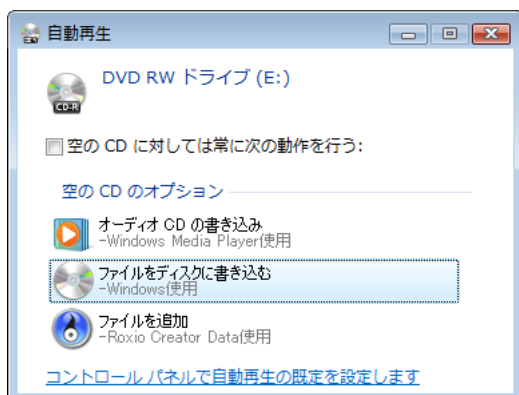 自動再生
DVD RW ドライブ (E:)
CD-R
空の CD に対しては常に次の動作を行う:
空の CD のオプション
オーディオ CD の書き込み
-Windows Media Player使用
ファイルをディスクに書き込む
-Windows使用
ファイルを追加
-Roxio Creator Data使用
コントロール パネルで自動再生の既定を設定します